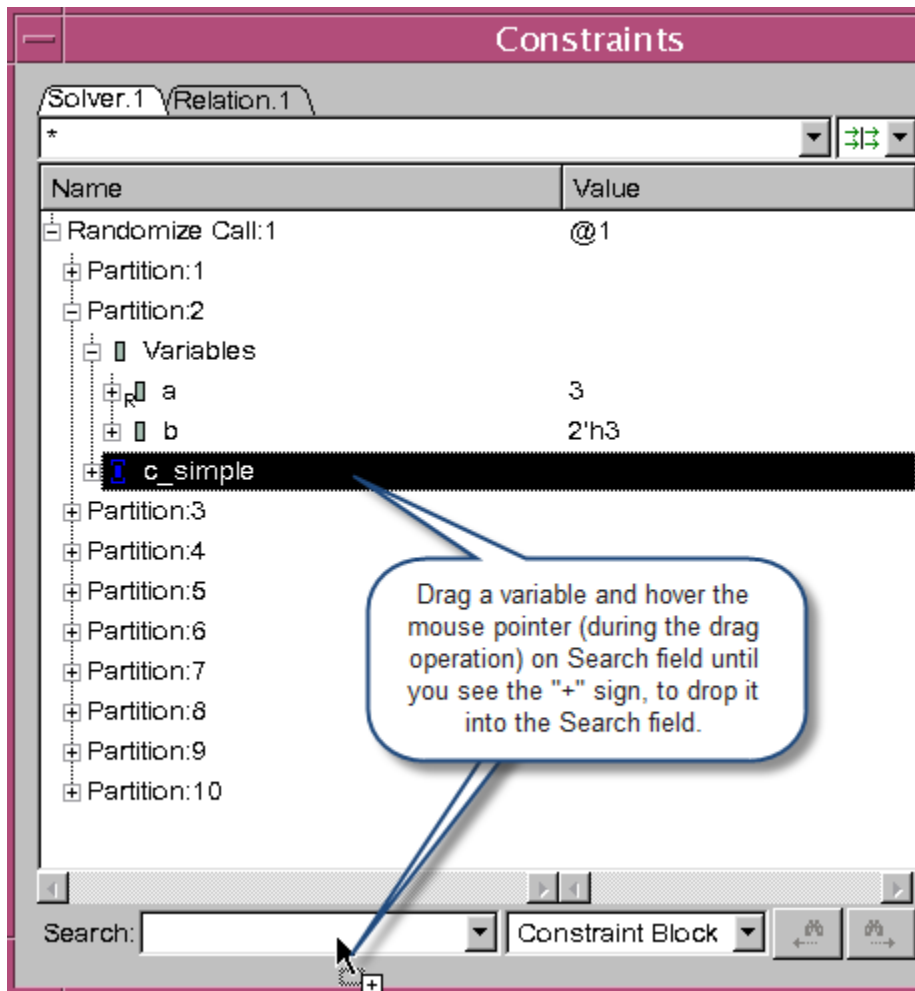 Constraints
Solver.1 Relation.1
*
Name Value
Randomize Call:1 @1
Partition:1
Partition:2
Variables
R a 3
b 2'h3
c_simple
Partition:3
Partition:4
Partition:5
Partition:6
Partition:7
Partition:8
Partition:9
Partition:10
Drag a variable and hover the
mouse pointer (during the drag
operation) on Search field until
you see the "+" sign, to drop it
into the Search field.
Search: Constraint Block